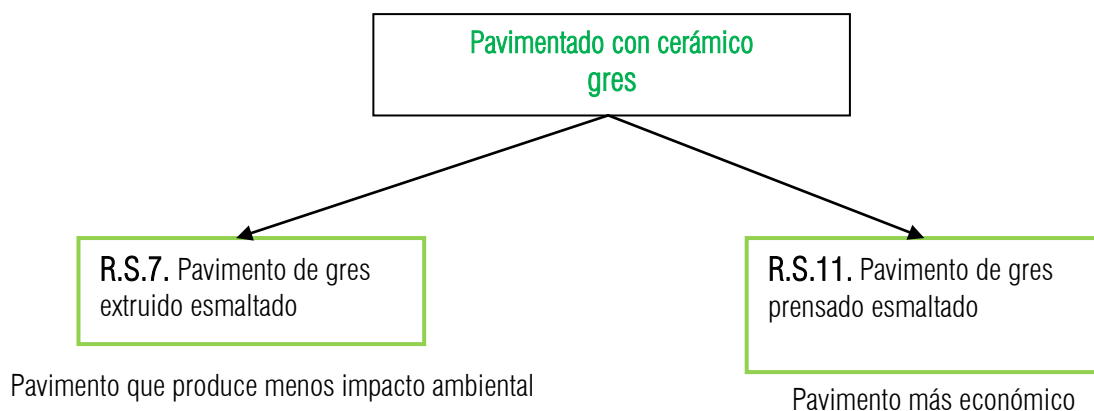 Pavimentado con cerámico
gres
R.S.7. Pavimento de gres
extruido esmaltado
R.S.11. Pavimento de gres
prensado esmaltado
Pavimento que produce menos impacto ambiental
Pavimento más económico